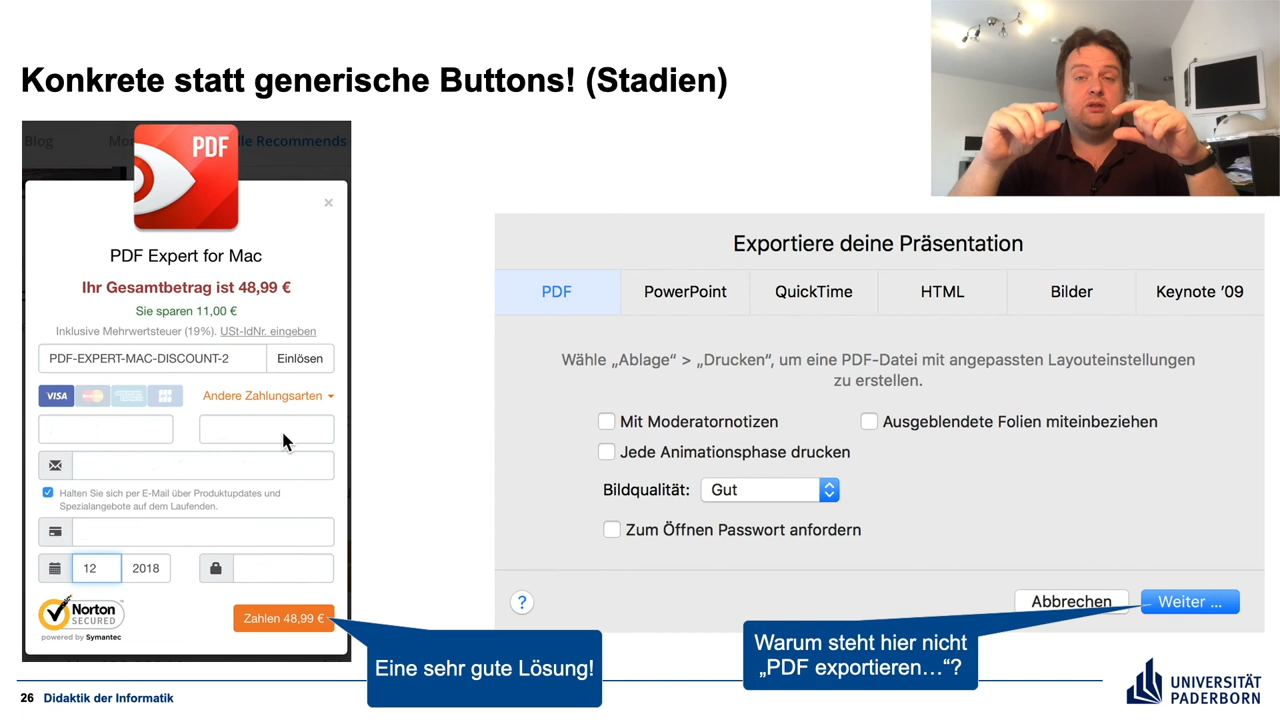 Konkrete statt generische Buttons! (Stadien)
Blog
Mo
lle Recommends
PDF
×
PDF Expert for Mac
Ihr Gesamtbetrag ist 48,99 €
Sie sparen 11,00 €
Inklusive Mehrwertsteuer (19%). USt-IdNr. eingeben
PDF-EXPERT-MAC-DISCOUNT-2 Einlösen
VISA
Andere Zahlungsarten
Halten Sie sich per E-Mail über Produktupdates und
Spezialangebote auf dem Laufenden.
12 2018
Norton
SECURED
powered by Symantec
Zahlen 48,99 €
Eine sehr gute Lösung!
Exportiere deine Präsentation
PDF PowerPoint QuickTime HTML Bilder Keynote ’09
Wähle „Ablage“ > „Drucken“, um eine PDF-Datei mit angepassten Layouteinstellungen
zu erstellen.
Mit Moderatornotizen Ausgeblendete Folien miteinbeziehen
Jede Animationsphase drucken
Bildqualität: Gut
Zum Öffnen Passwort anfordern
? Abbrechen Weiter ...
Warum steht hier nicht
„PDF exportieren…“?
26 Didaktik der Informatik
UNIVERSITÄT
PADERBORN